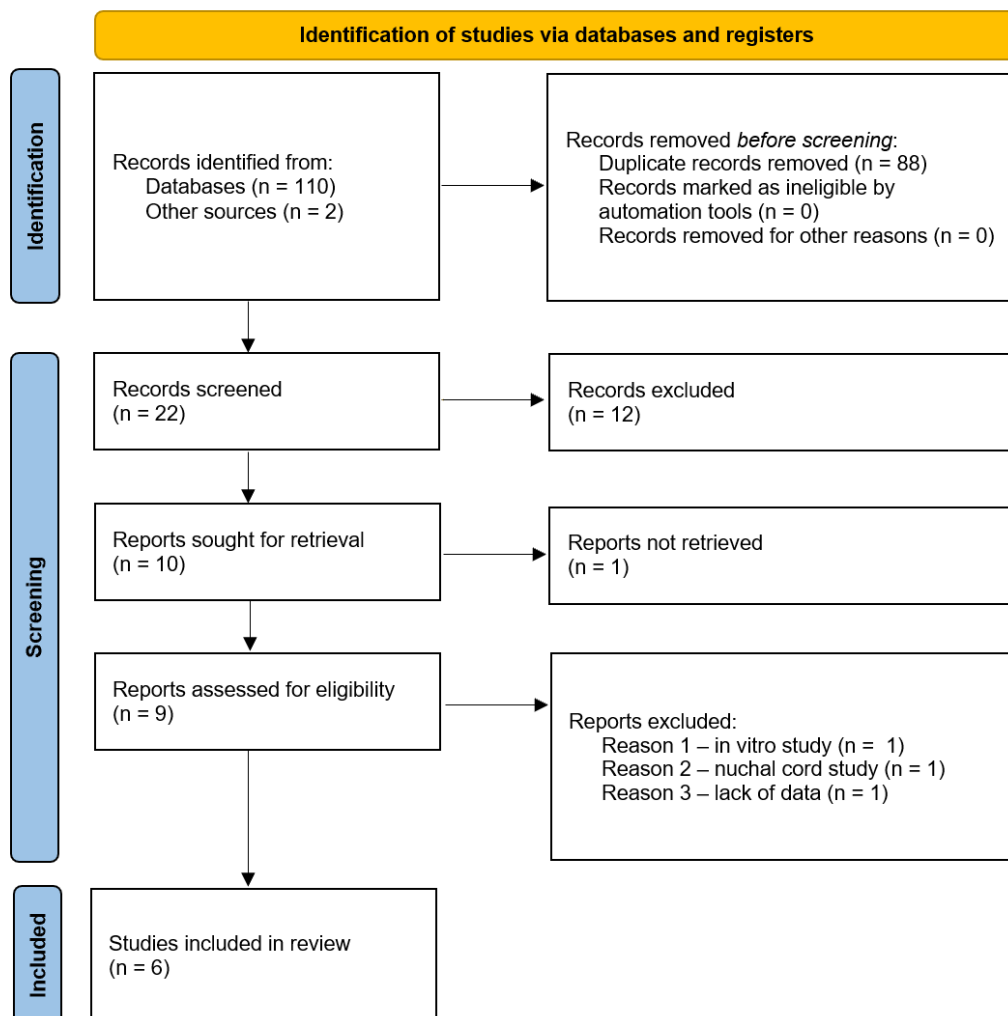 Identification of studies via databases and registers
Identification
Records identified from:
Databases (n = 110)
Other sources (n = 2)
Records removed before screening:
Duplicate records removed (n = 88)
Records marked as ineligible by
automation tools (n = 0)
Records removed for other reasons (n = 0)
Screening
Records screened
(n = 22)
Records excluded
(n = 12)
Reports sought for retrieval
(n = 10)
Reports not retrieved
(n = 1)
Reports assessed for eligibility
(n = 9)
Reports excluded:
Reason 1 – in vitro study (n =  1)
Reason 2 – nuchal cord study (n = 1)
Reason 3 – lack of data (n = 1)
Included
Studies included in review
(n = 6)